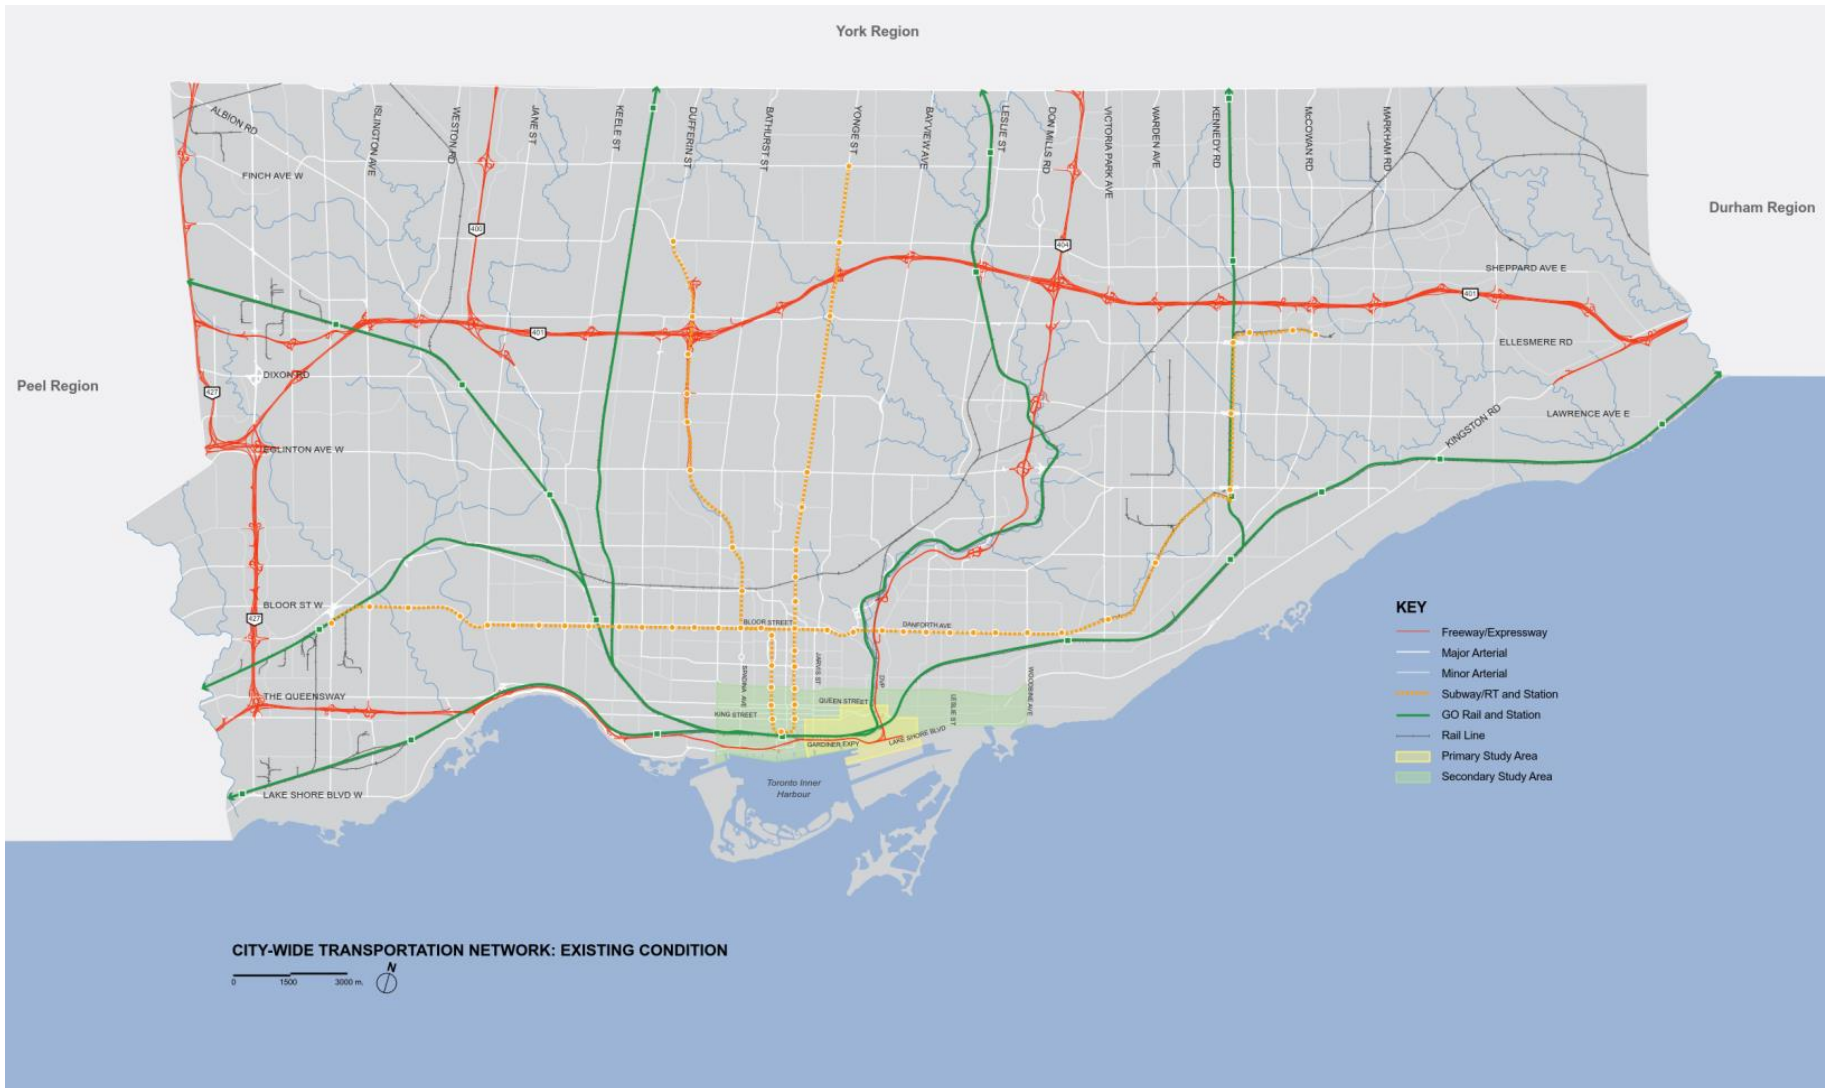 York Region
ALBION RD
ISLINGTON AVE
WESTON RD
JANE ST
KEELE ST
DUFFERIN ST
BATHURST ST
YONGE ST
BAYVIEW AVE
LESLIE ST
DON MILLS RD
VICTORIA PARK AVE
WARDEN AVE
KENNEDY RD
McCOWAN RD
MARKHAM RD
FINCH AVE W
Durham Region
400
404
SHEPPARD AVE E
401
401
ELLESMERE RD
DIXON RD
Peel Region
427
LAWRENCE AVE E
KINGSTON RD
EGLINTON AVE W
BLOOR ST W
427
BLOOR STREET
DANFORTH AVE
JARVIS ST
SPADINA AVE
DVP
WOODBINE AVE
LESLIE ST
THE QUEENSWAY
QUEEN STREET
KING STREET
GARDINER EXPY
LAKE SHORE BLVD
Toronto Inner
Harbour
LAKE SHORE BLVD W
KEY
Freeway/Expressway
Major Arterial
Minor Arterial
Subway/RT and Station
GO Rail and Station
Rail Line
Primary Study Area
Secondary Study Area
CITY-WIDE TRANSPORTATION NETWORK: EXISTING CONDITION
N
0 1500 3000 m.